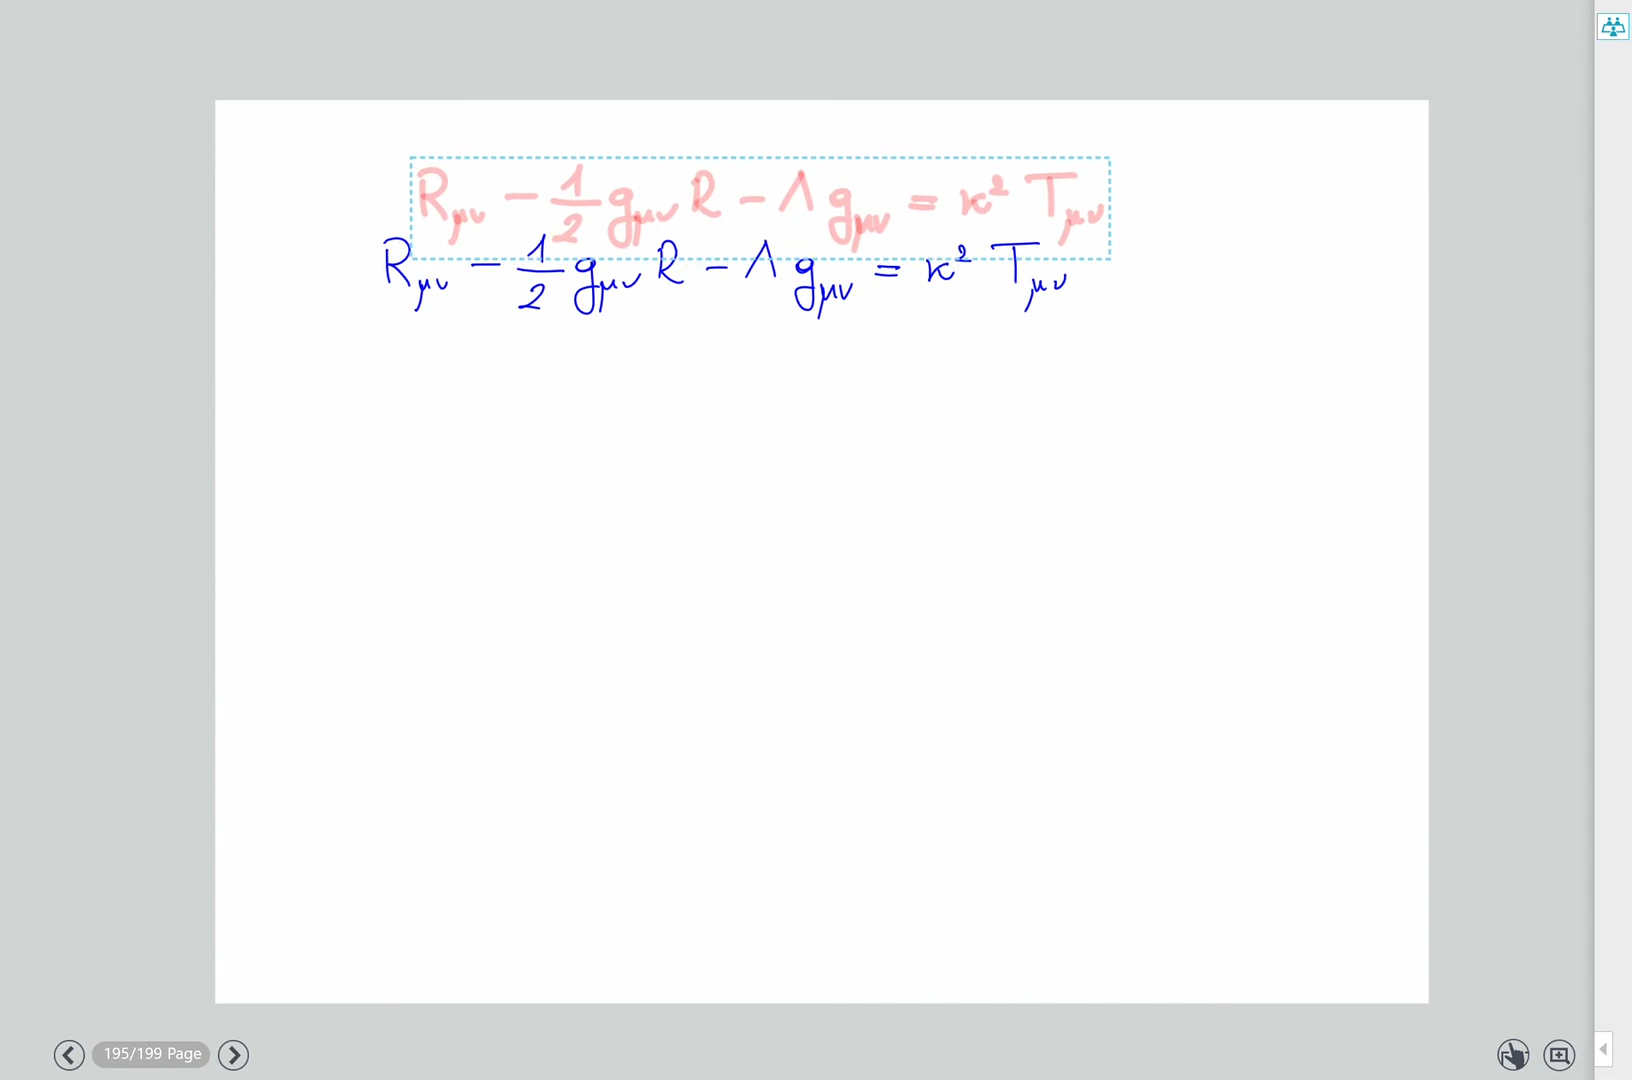 R_μν − 1/2 g_μν R − Λ g_μν = κ² T_μν
R_μν − 1/2 g_μν R − Λ g_μν = κ² T_μν
195/199 Page